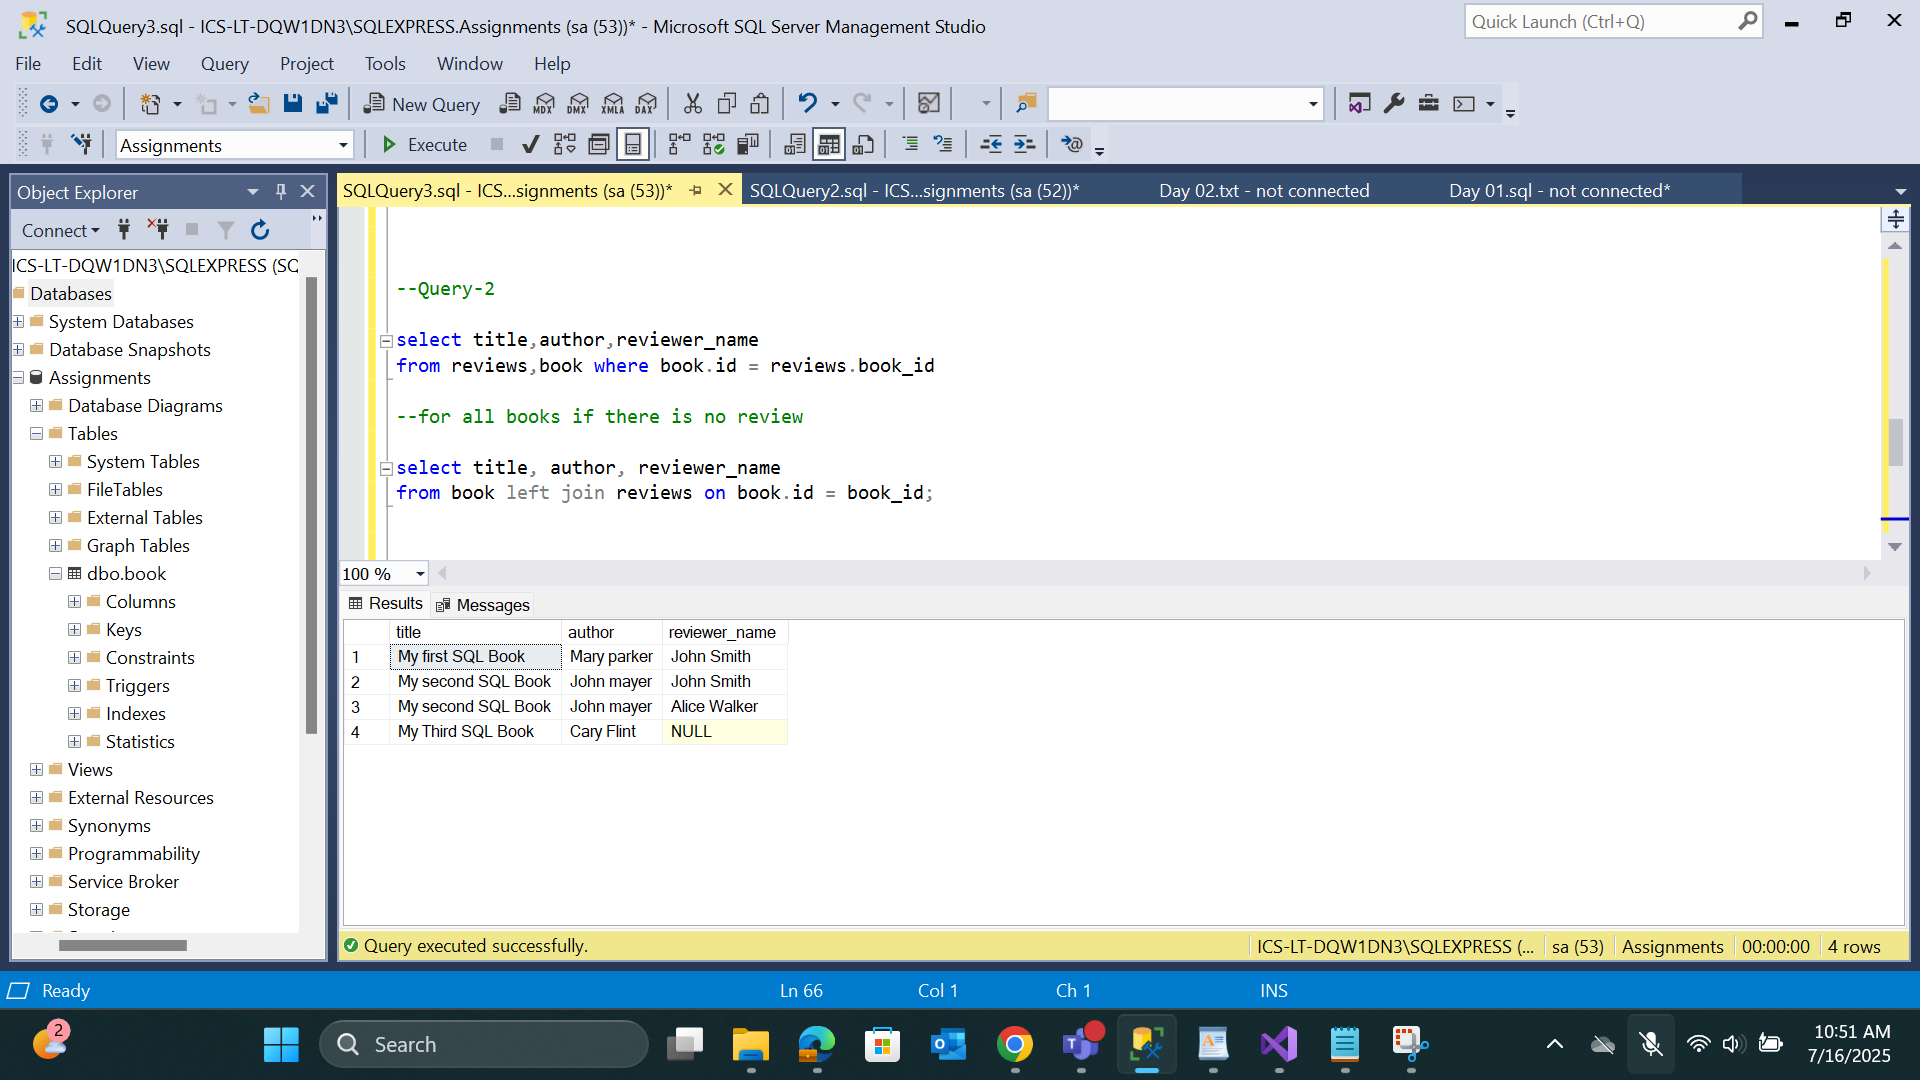 SQLQuery3.sql - ICS-LT-DQW1DN3\SQLEXPRESS.Assignments (sa (53))* - Microsoft SQL Server Management Studio
Quick Launch (Ctrl+Q)
File Edit View Query Project Tools Window Help
New Query MDX DMX XMLA DAX
Assignments Execute
Object Explorer
SQLQuery3.sql - ICS...signments (sa (53))* SQLQuery2.sql - ICS...signments (sa (52))* Day 02.txt - not connected Day 01.sql - not connected*
Connect
ICS-LT-DQW1DN3\SQLEXPRESS (SQ
Databases
System Databases
Database Snapshots
Assignments
Database Diagrams
Tables
System Tables
FileTables
External Tables
Graph Tables
dbo.book
Columns
Keys
Constraints
Triggers
Indexes
Statistics
Views
External Resources
Synonyms
Programmability
Service Broker
Storage
--Query-2
select title,author,reviewer_name
from reviews,book where book.id = reviews.book_id
--for all books if there is no review
select title, author, reviewer_name
from book left join reviews on book.id = book_id;
100 %
Results Messages
title author reviewer_name
1 My first SQL Book Mary parker John Smith
2 My second SQL Book John mayer John Smith
3 My second SQL Book John mayer Alice Walker
4 My Third SQL Book Cary Flint NULL
Query executed successfully. ICS-LT-DQW1DN3\SQLEXPRESS (... sa (53) Assignments 00:00:00 4 rows
Ready Ln 66 Col 1 Ch 1 INS
2
Search
10:51 AM
7/16/2025